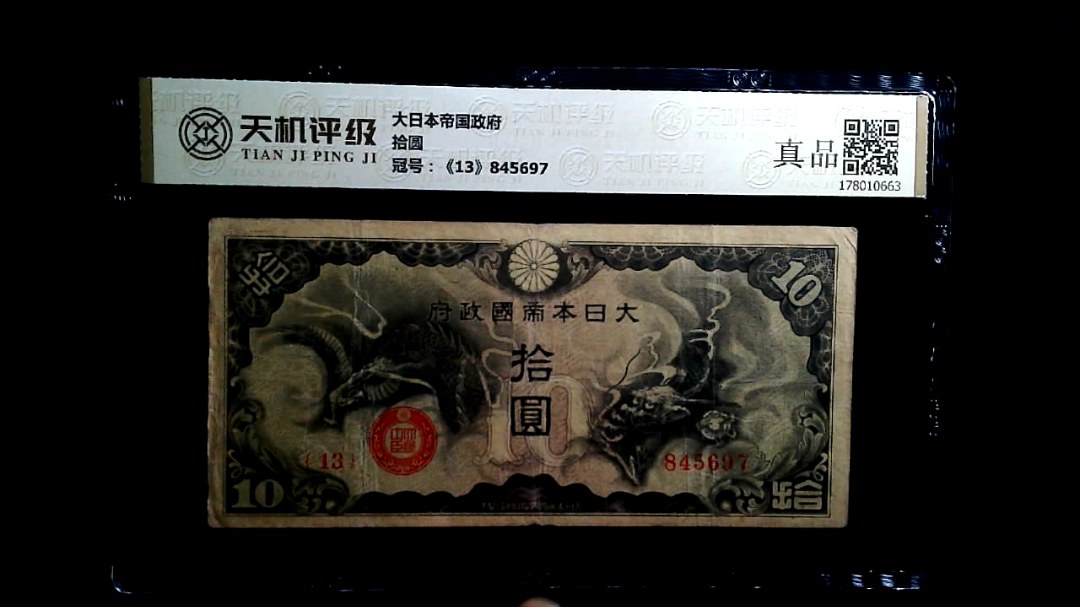 天机评级
TIAN JI PING JI
大日本帝国政府
拾圆
冠号：《13》845697
真品
178010663
10
府政國帝本日大
拾
圓
10
{13}
845697
10
拾